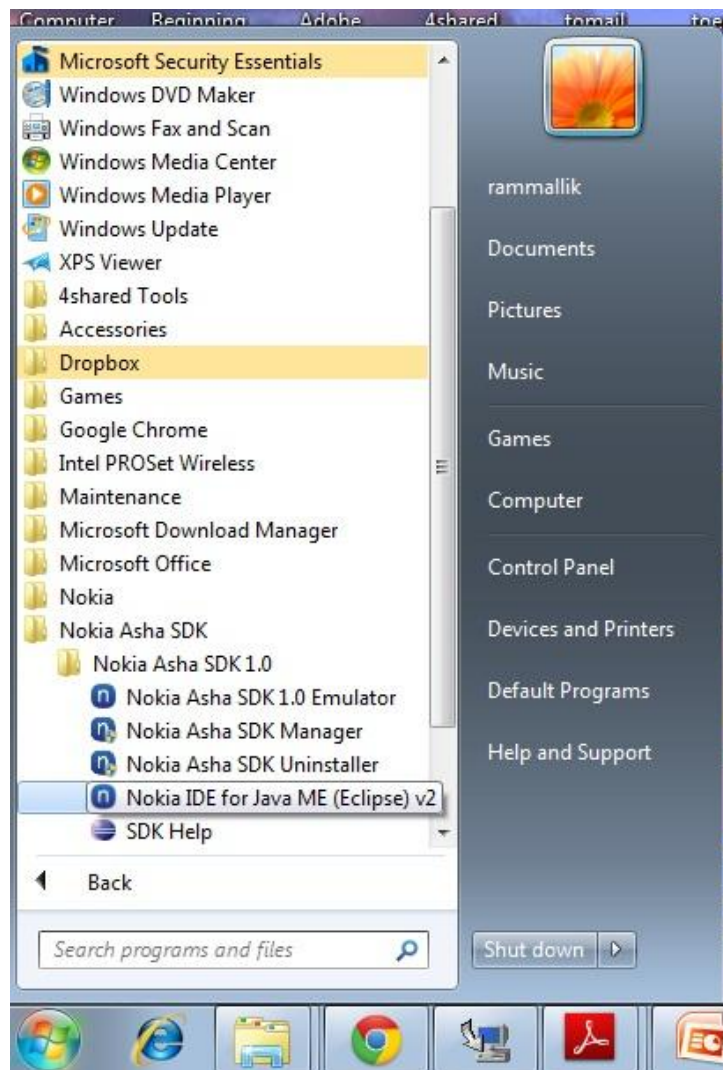 Computer Beginning Adobe 4shared tomail
Microsoft Security Essentials
Windows DVD Maker
Windows Fax and Scan
Windows Media Center
Windows Media Player
Windows Update
XPS Viewer
4shared Tools
Accessories
Dropbox
Games
Google Chrome
Intel PROSet Wireless
Maintenance
Microsoft Download Manager
Microsoft Office
Nokia
Nokia Asha SDK
Nokia Asha SDK 1.0
Nokia Asha SDK 1.0 Emulator
Nokia Asha SDK Manager
Nokia Asha SDK Uninstaller
Nokia IDE for Java ME (Eclipse) v2
SDK Help
Back
Search programs and files
rammallik
Documents
Pictures
Music
Games
Computer
Control Panel
Devices and Printers
Default Programs
Help and Support
Shut down